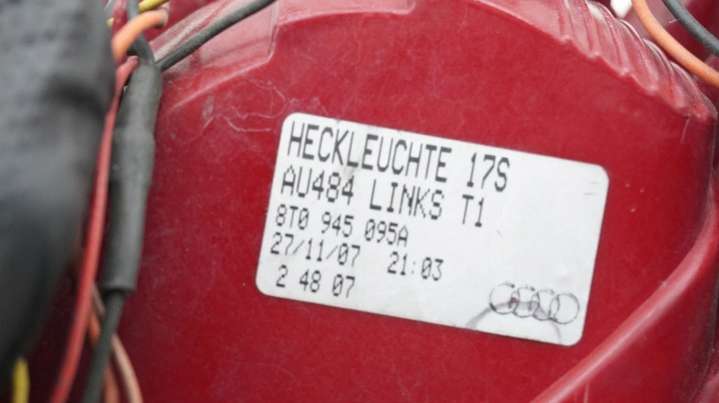 HECKLEUCHTE 17S
AU484 LINKS T1
8T0 945 095A
27/11/07 21:03
2 48 07